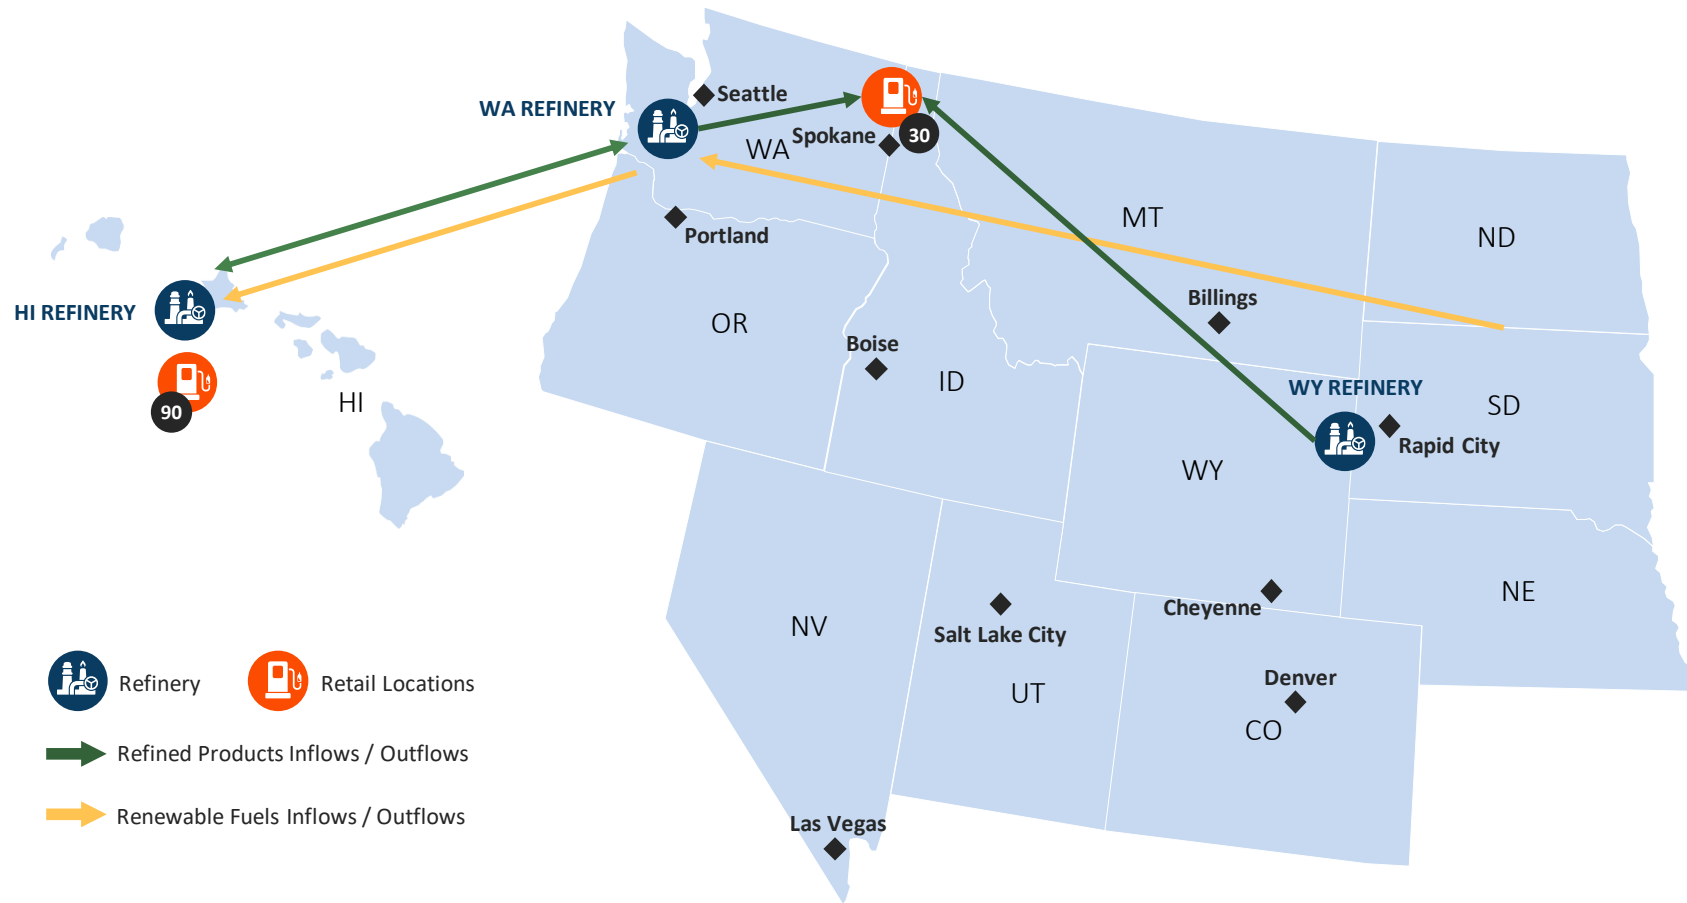 Seattle
WA REFINERY
Spokane
30
WA
MT
ND
Portland
HI REFINERY
Billings
OR
Boise
ID
WY REFINERY
90
HI
SD
Rapid City
WY
NE
Cheyenne
NV
Salt Lake City
Denver
Refinery
Retail Locations
UT
CO
Refined Products Inflows / Outflows
Renewable Fuels Inflows / Outflows
Las Vegas